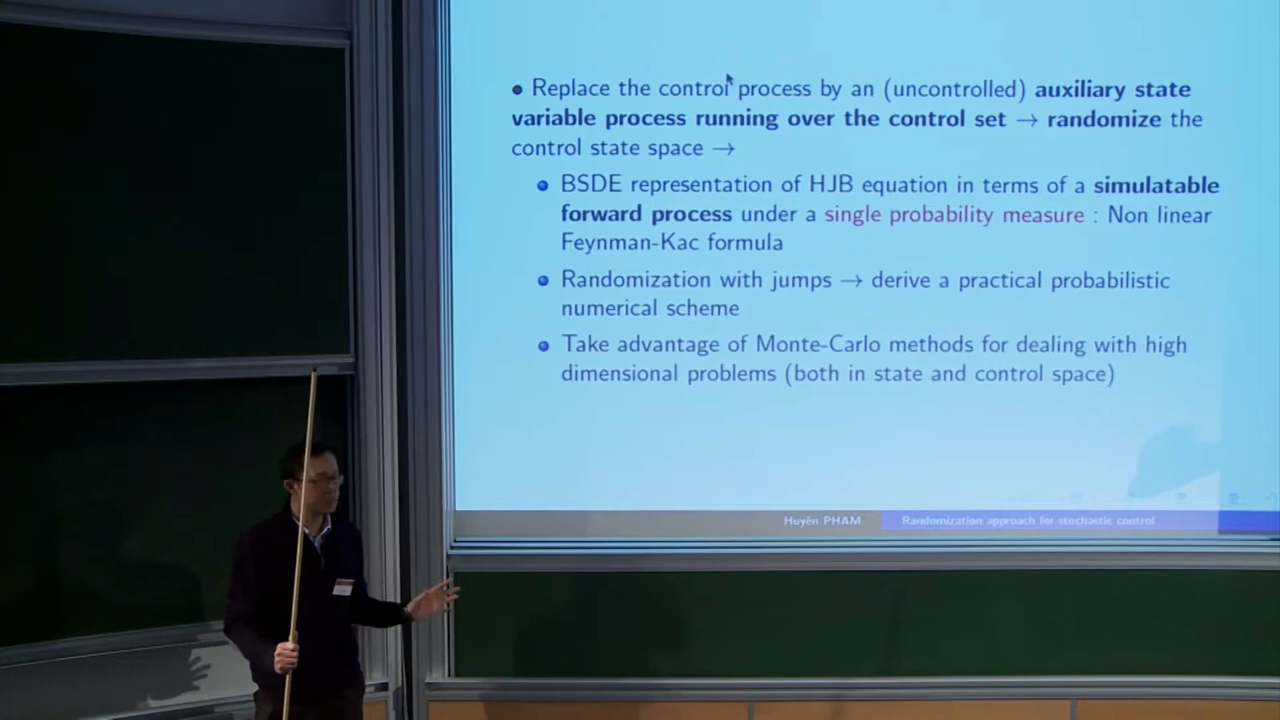 • Replace the control process by an (uncontrolled) auxiliary state
variable process running over the control set → randomize the
control state space →
• BSDE representation of HJB equation in terms of a simulatable
forward process under a single probability measure : Non linear
Feynman-Kac formula
• Randomization with jumps → derive a practical probabilistic
numerical scheme
• Take advantage of Monte-Carlo methods for dealing with high
dimensional problems (both in state and control space)
Huyên PHAM Randomization approach for stochastic control